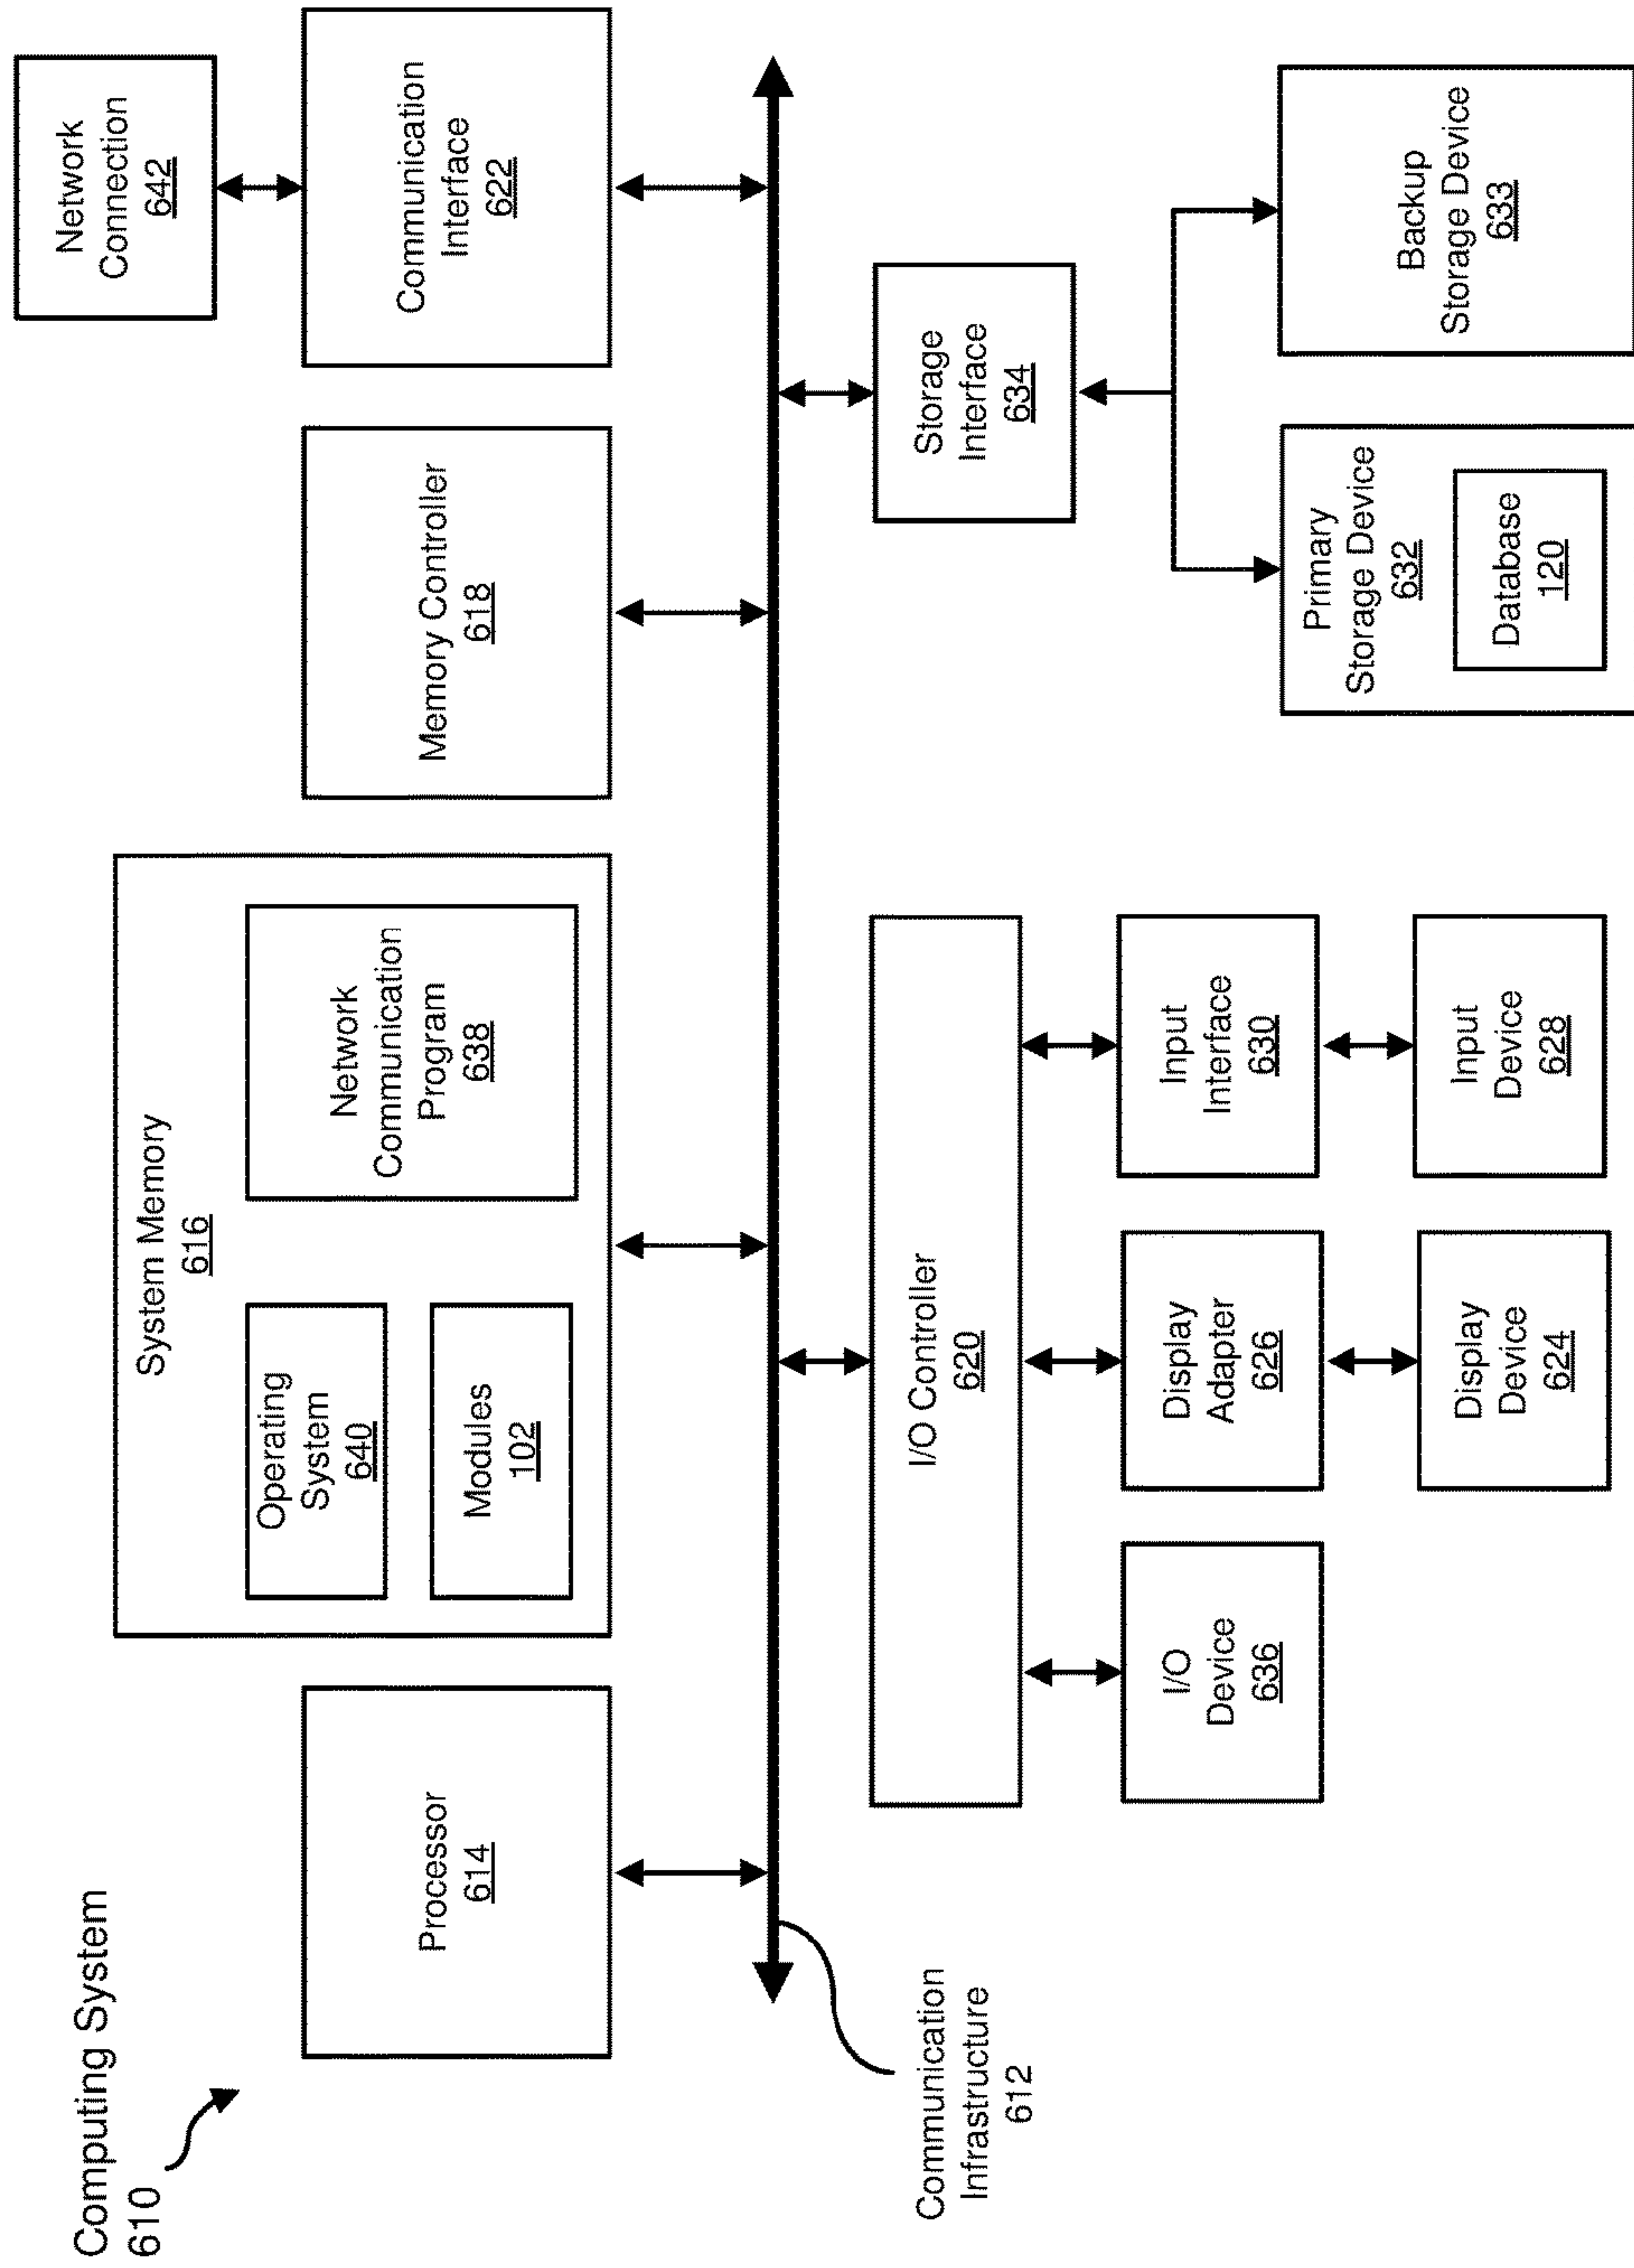 Computing System
610
System Memory
616
Operating
System
640
Modules
102
Network
Communication
Program
638
Network
Connection
642
Processor
614
Memory Controller
618
Communication
Interface
622
Communication
Infrastructure
612
I/O Controller
620
Storage
Interface
634
I/O
Device
636
Display
Adapter
626
Input
Interface
630
Display
Device
624
Input
Device
628
Primary
Storage Device
632
Database
120
Backup
Storage Device
633